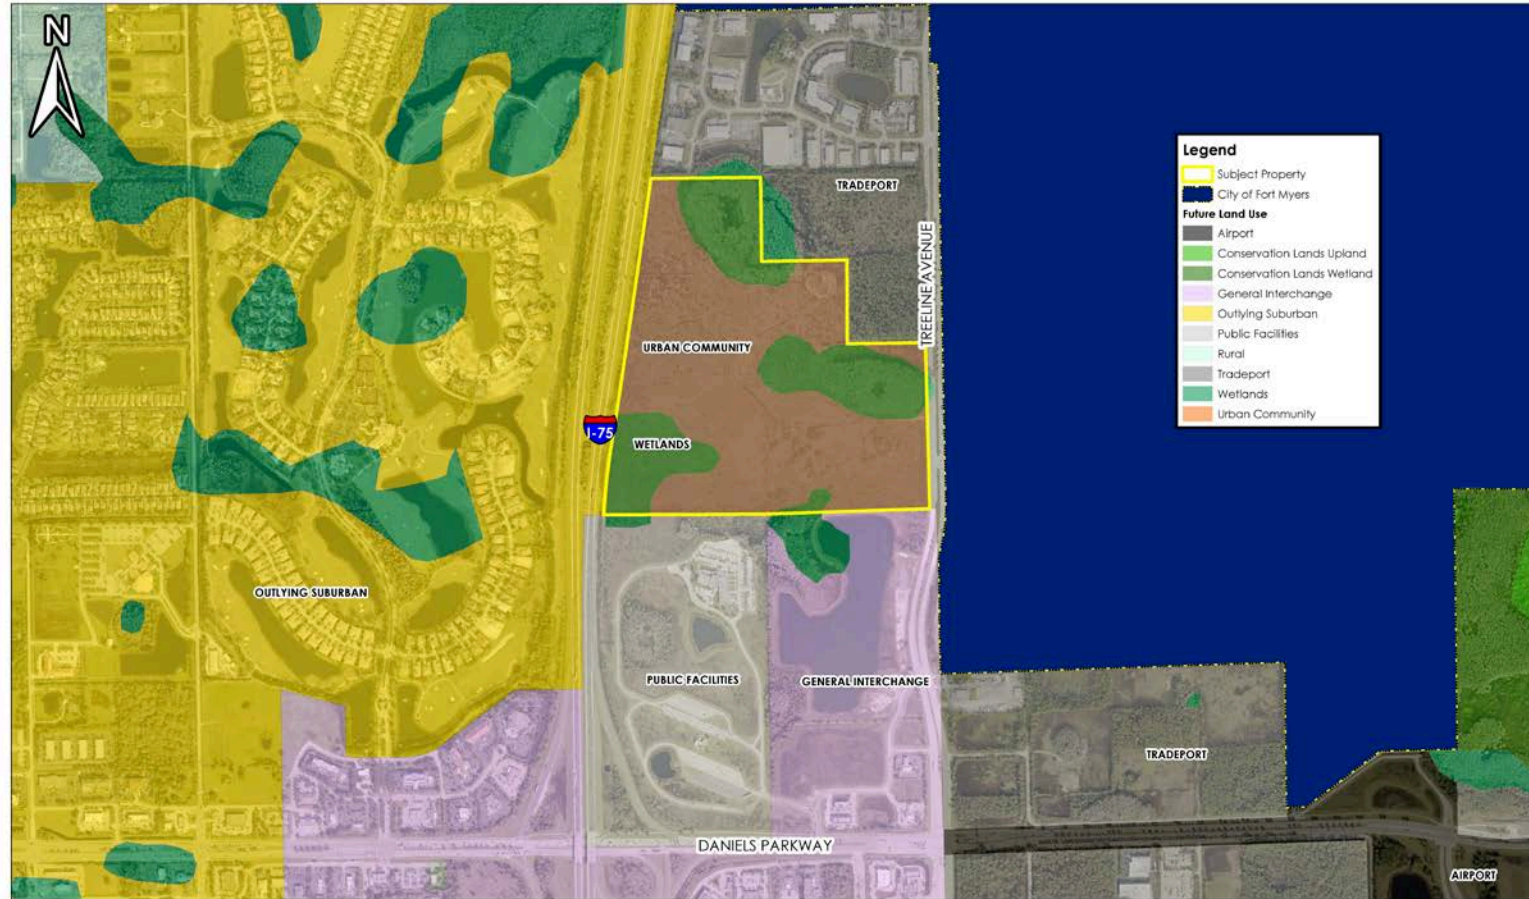 N
TRADEPORT
TREELINE AVENUE
URBAN COMMUNITY
I-75
WETLANDS
OUTLYING SUBURBAN
PUBLIC FACILITIES
GENERAL INTERCHANGE
TRADEPORT
DANIELS PARKWAY
AIRPORT
Legend
Subject Property
City of Fort Myers
Future Land Use
Airport
Conservation Lands Upland
Conservation Lands Wetland
General Interchange
Outlying Suburban
Public Facilities
Rural
Tradeport
Wetlands
Urban Community